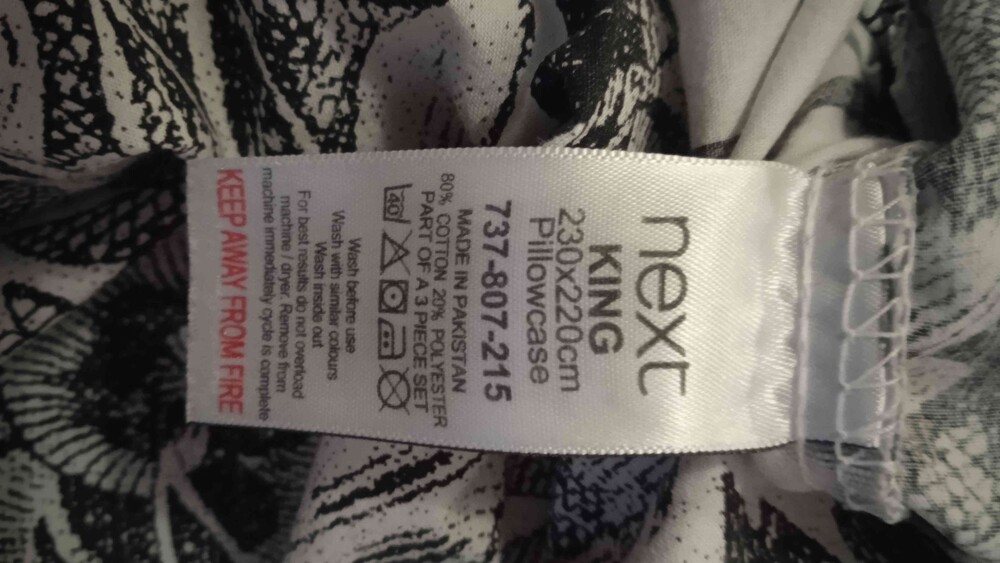 next
KING
230x220cm
Pillowcase
737-807-215
MADE IN PAKISTAN
80% COTTON 20% POLYESTER
PART OF A 3 PIECE SET
40
Wash before use
Wash with similar colours
Wash inside out
For best results do not overload
machine / dryer. Remove from
machine immediately cycle is complete
KEEP AWAY FROM FIRE